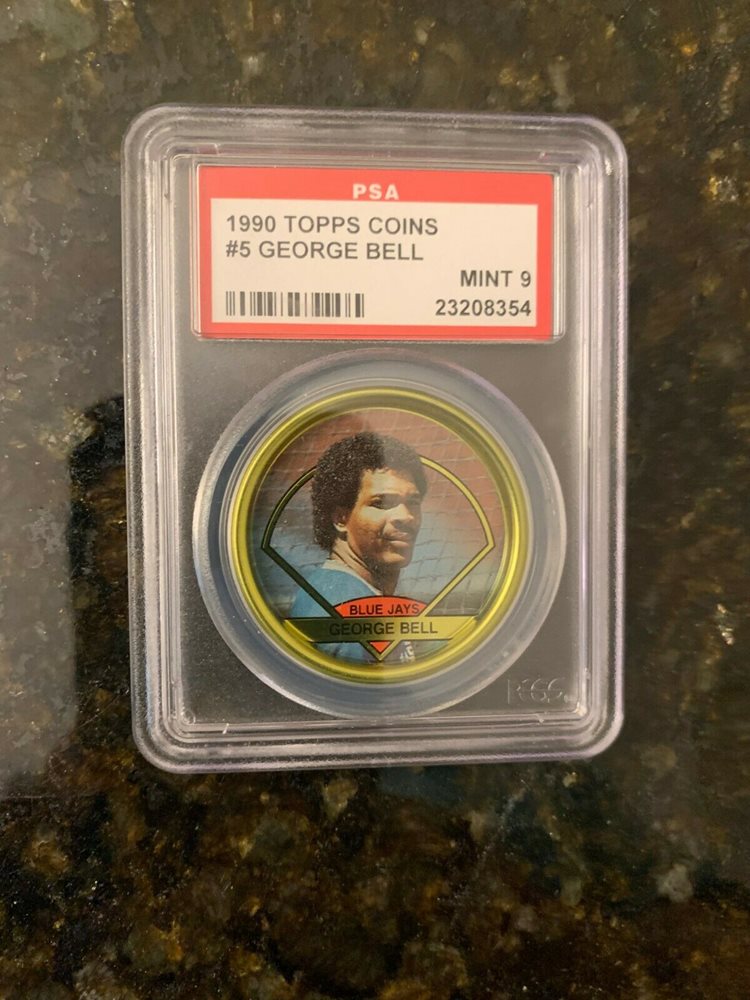 PSA
1990 TOPPS COINS
#5 GEORGE BELL
MINT 9
23208354
BLUE JAYS
GEORGE BELL